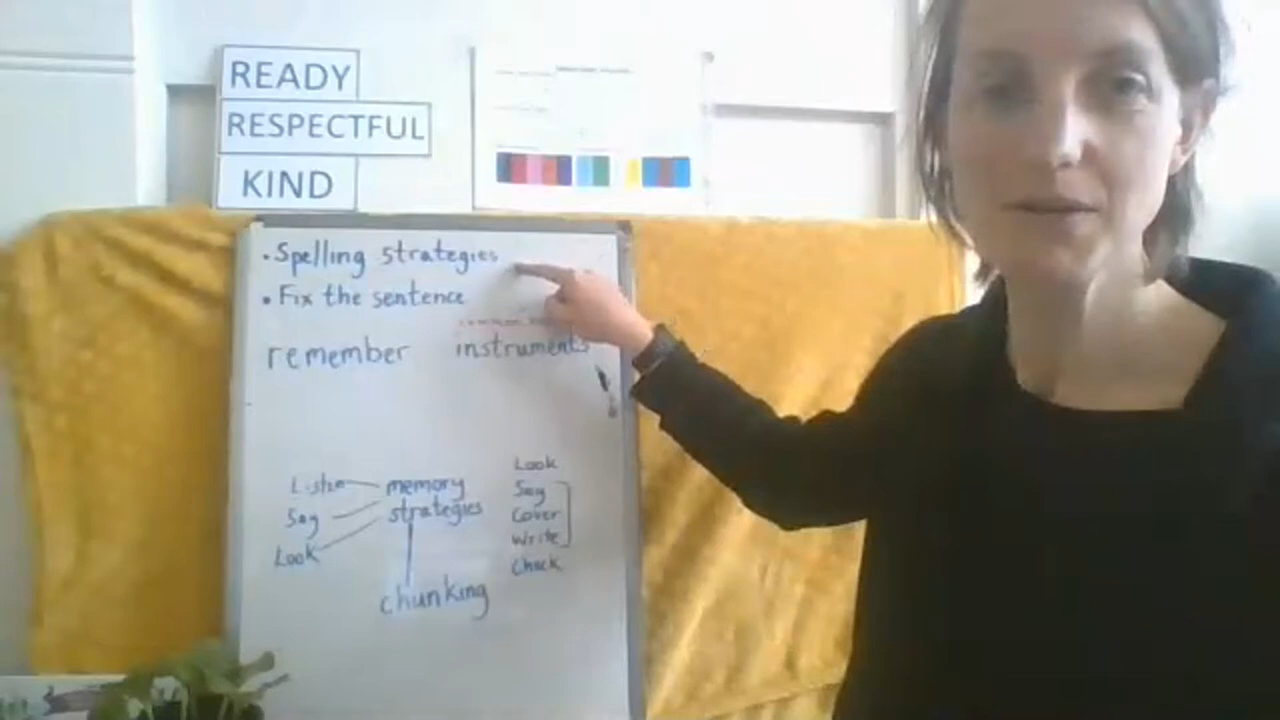 READY
RESPECTFUL
KIND
• Spelling strategies
• Fix the sentence
remember instruments
Listen
Say
Look
memory
strategies
chunking
Look
Say
Cover
Write
Check